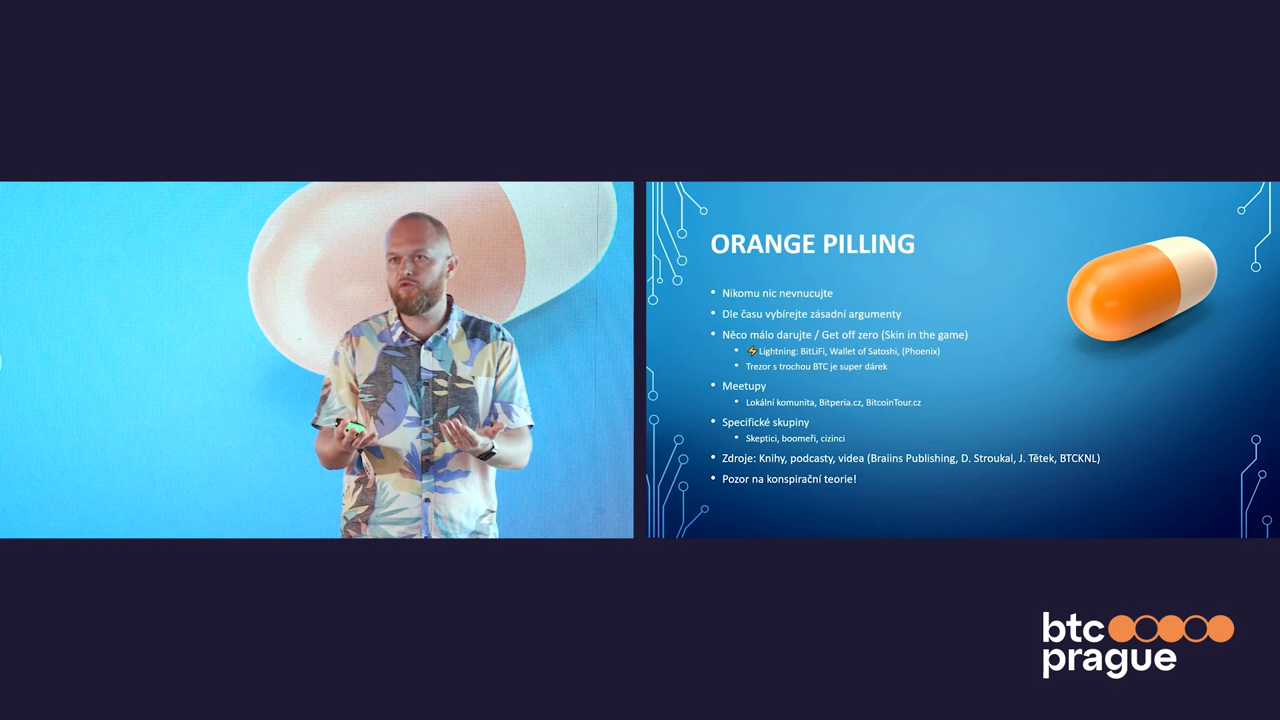 ORANGE PILLING
• Nikomu nic nevnucujte
• Dle času vybírejte zásadní argumenty
• Něco málo darujte / Get off zero (Skin in the game)
• ⚡Lightning: BitLiFi, Wallet of Satoshi, (Phoenix)
• Trezor s trochou BTC je super dárek
• Meetupy
• Lokální komunita, Bitperia.cz, BitcoinTour.cz
• Specifické skupiny
• Skeptici, boomeři, cizinci
• Zdroje: Knihy, podcasty, videa (Braiins Publishing, D. Stroukal, J. Tětek, BTCKNL)
• Pozor na konspirační teorie!
btc
prague